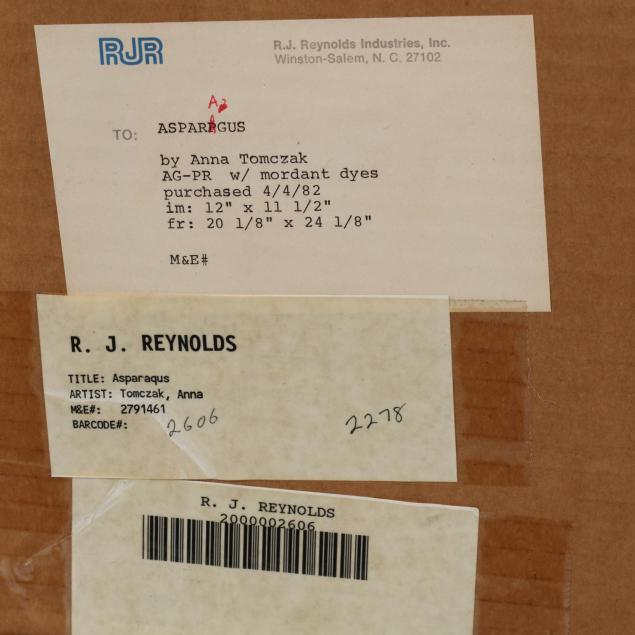 RJR
R.J. Reynolds Industries, Inc.
Winston-Salem, N. C. 27102
A
TO: ASPARPGUS
by Anna Tomczak
AG-PR w/ mordant dyes
purchased 4/4/82
im: 12" x 11 1/2"
fr: 20 1/8" x 24 1/8"
M&E#
R. J. REYNOLDS
TITLE: Asparaqus
ARTIST: Tomczak, Anna
M&E#: 2791461
BARCODE#: 2606
2278
R. J. REYNOLDS
2000002606